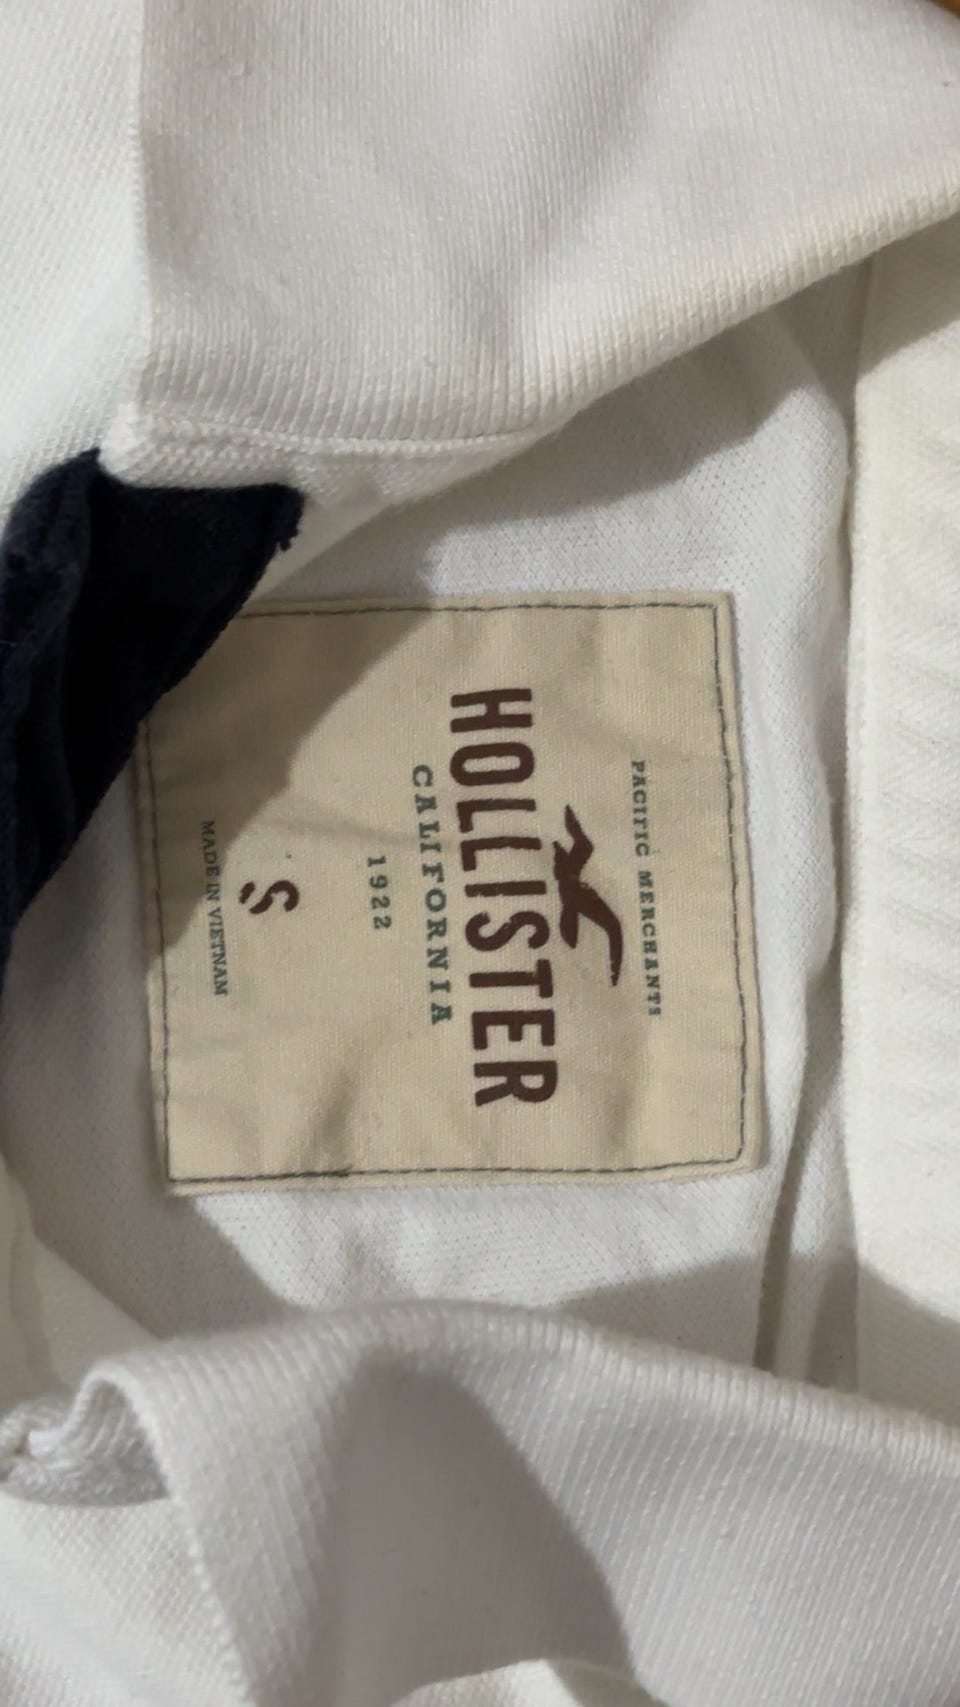 PACIFIC MERCHANTS
HOLLISTER
CALIFORNIA
1922
S
MADE IN VIETNAM